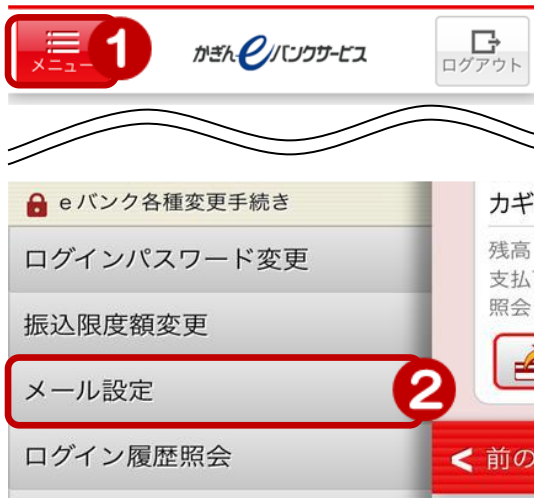 メニュー
1
かぎんeバンクサービス
ログアウト
eバンク各種変更手続き
ログインパスワード変更
振込限度額変更
メール設定
2
ログイン履歴照会
カギ
残高
支払
照会
前の